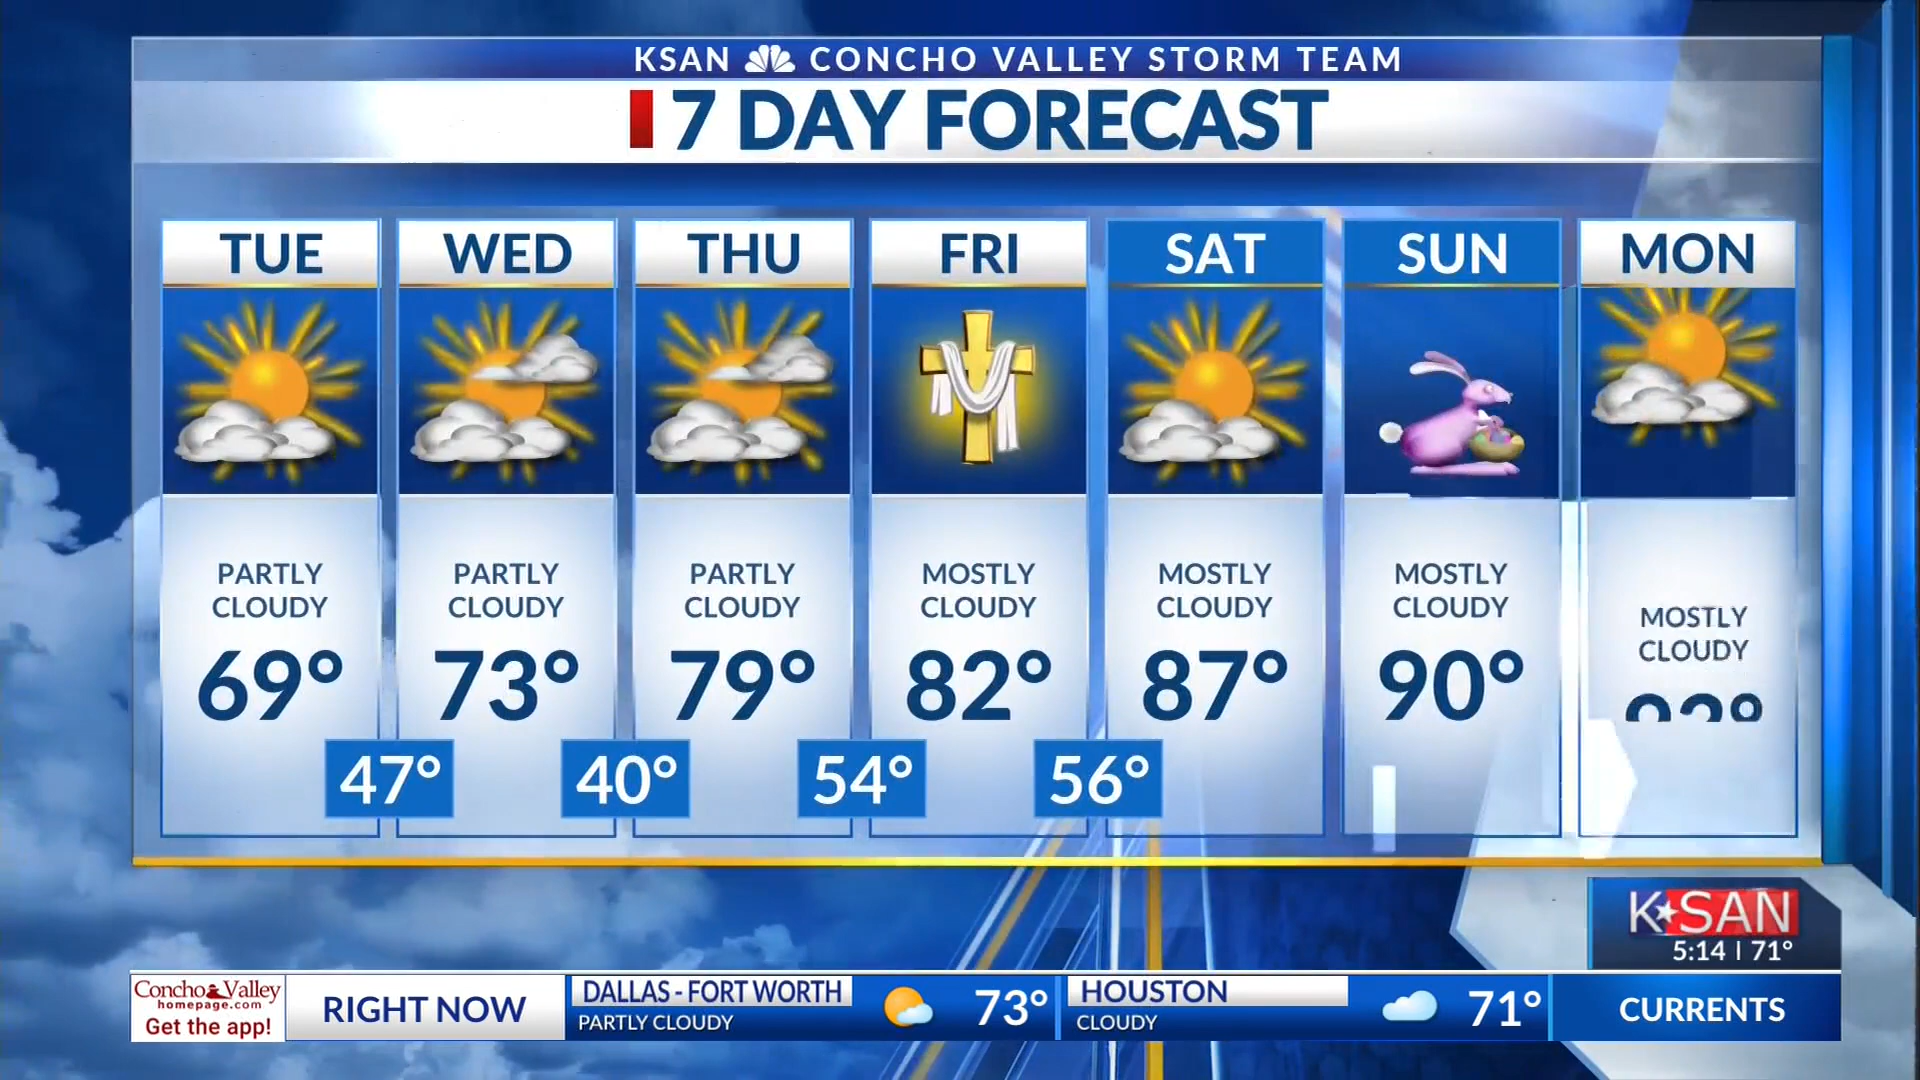 KSAN CONCHO VALLEY STORM TEAM
7 DAY FORECAST
TUE WED THU FRI SAT SUN MON
PARTLY CLOUDY
69°
PARTLY CLOUDY
73°
PARTLY CLOUDY
79°
MOSTLY CLOUDY
82°
MOSTLY CLOUDY
87°
MOSTLY CLOUDY
90°
MOSTLY CLOUDY
47° 40° 54° 56°
K SAN
5:14 | 71°
Concho Valley
homepage.com
Get the app!
RIGHT NOW
DALLAS - FORT WORTH
PARTLY CLOUDY
73°
HOUSTON
CLOUDY
71°
CURRENTS